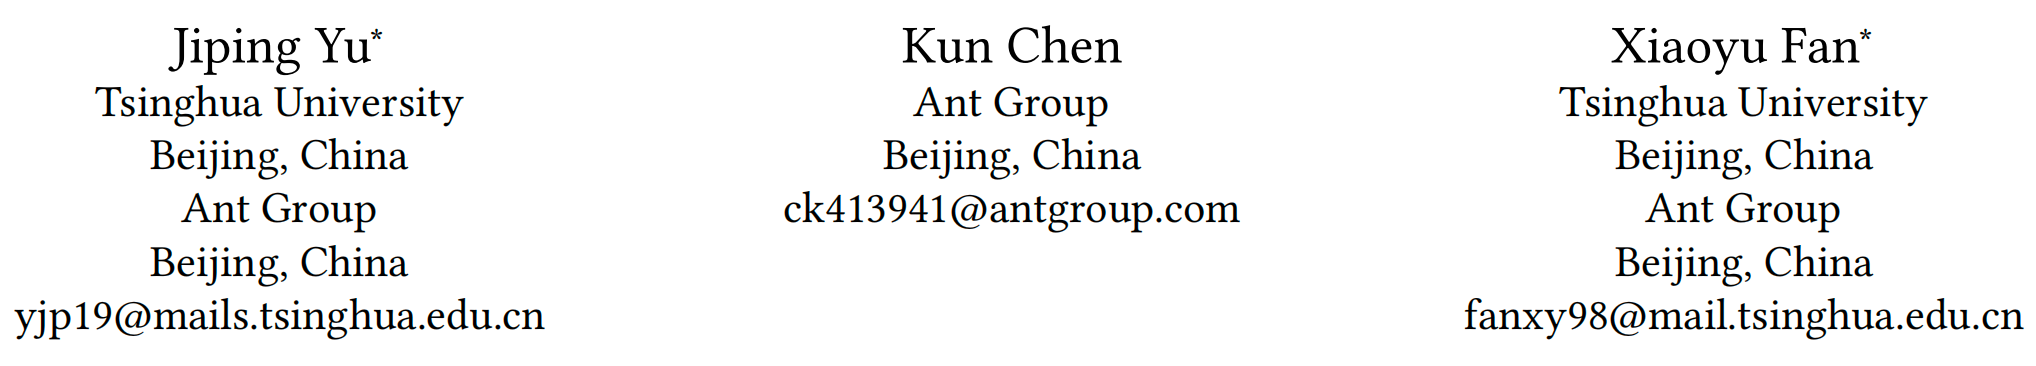 Jiping Yu*
Tsinghua University
Beijing, China
Ant Group
Beijing, China
yjp19@mails.tsinghua.edu.cn
Kun Chen
Ant Group
Beijing, China
ck413941@antgroup.com
Xiaoyu Fan*
Tsinghua University
Beijing, China
Ant Group
Beijing, China
fanxy98@mail.tsinghua.edu.cn